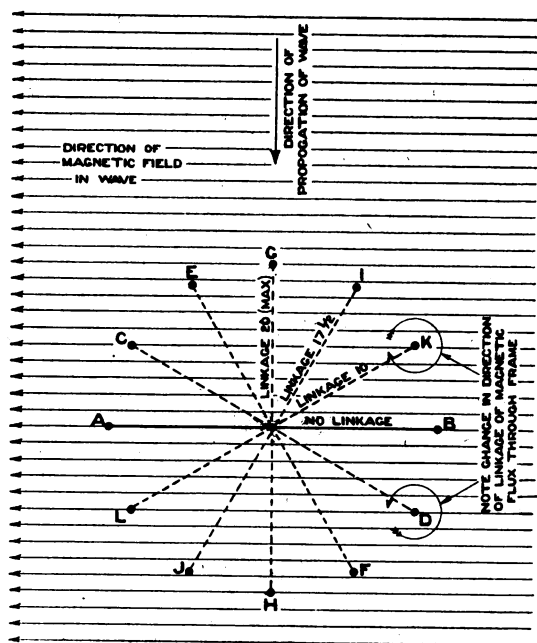 DIRECTION OF
PROPOGATION OF WAVE
DIRECTION OF
MAGNETIC FIELD
IN WAVE
G
E
I
LINKAGE 20 (MAX)
LINKAGE 17 1/2
C
K
LINKAGE 10
NOTE CHANGE IN DIRECTION
OF LINKAGE OF MAGNETIC
FLUX THROUGH FRAME
A
NO LINKAGE
B
L
D
J
F
H